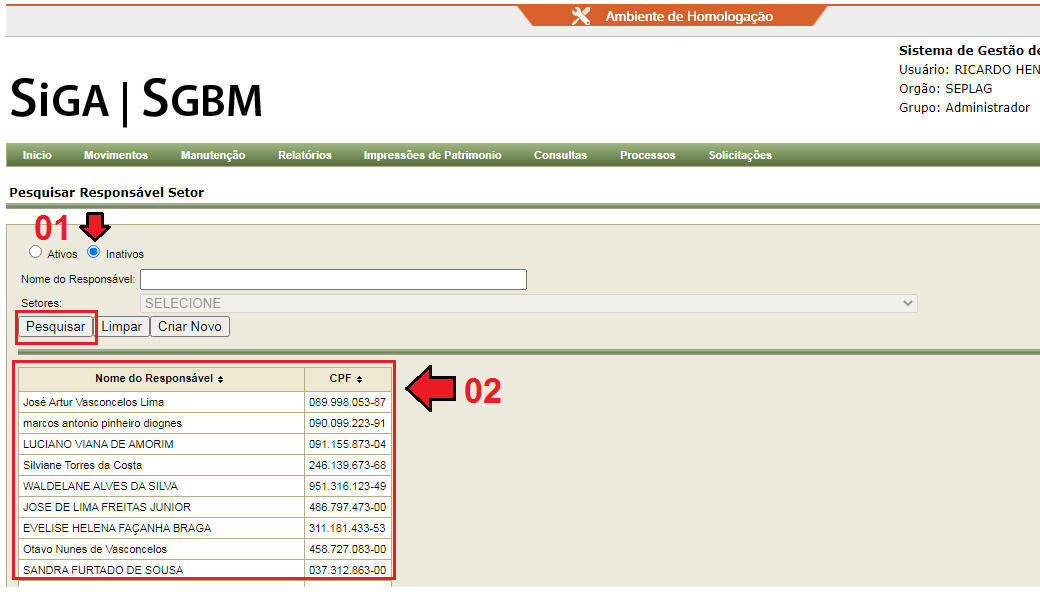 Ambiente de Homologação
Sistema de Gestão de
Usuário: RICARDO HEN
Orgão: SEPLAG
Grupo: Administrador
SiGA | SGBM
Inicio Movimentos Manutenção Relatórios Impressões de Patrimonio Consultas Processos Solicitações
Pesquisar Responsável Setor
01
Ativos Inativos
Nome do Responsável:
Setores: SELECIONE
Pesquisar Limpar Criar Novo
Nome do Responsável CPF
02
José Artur Vasconcelos Lima 089.998.053-87
marcos antonio pinheiro diognes 090.099.223-91
LUCIANO VIANA DE AMORIM 091.155.873-04
Silviane Torres da Costa 246.139.673-68
WALDELANE ALVES DA SILVA 951.316.123-49
JOSE DE LIMA FREITAS JUNIOR 486.797.473-00
EVELISE HELENA FAÇANHA BRAGA 311.181.433-53
Otavo Nunes de Vasconcelos 458.727.083-00
SANDRA FURTADO DE SOUSA 037.312.863-00